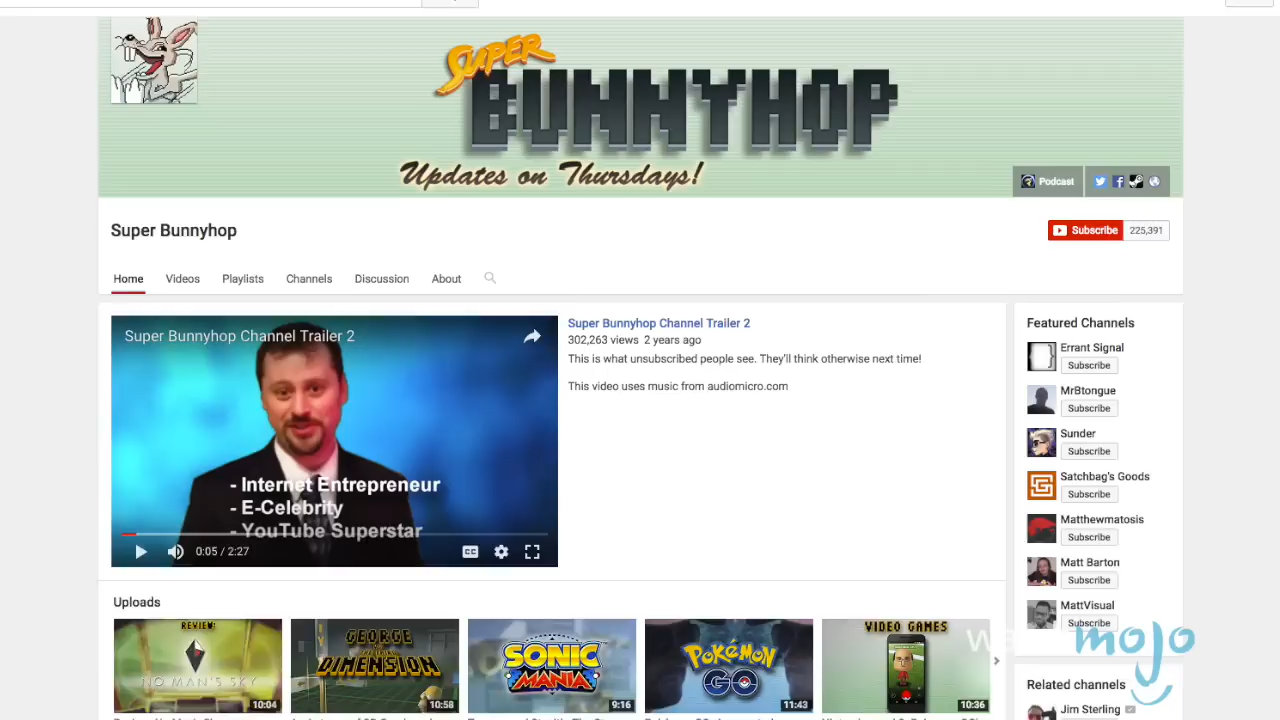 SUPER
BUNNYHOP
Updates on Thursdays!
Podcast
Super Bunnyhop
Subscribe 225,391
Home Videos Playlists Channels Discussion About
Super Bunnyhop Channel Trailer 2
- Internet Entrepreneur
- E-Celebrity
- YouTube Superstar
0:05 / 2:27
CC
Super Bunnyhop Channel Trailer 2
302,263 views 2 years ago
This is what unsubscribed people see. They'll think otherwise next time!
This video uses music from audiomicro.com
Featured Channels
Errant Signal
Subscribe
MrBtongue
Subscribe
Sunder
Subscribe
Satchbag's Goods
Subscribe
Matthewmatosis
Subscribe
Matt Barton
Subscribe
MattVisual
Subscribe
Uploads
REVIEW:
NO MAN'S SKY
10:04
GEORGE
DIMENSION
10:58
SONIC
MANIA
9:16
POKéMON
GO
11:43
VIDEO GAMES
10:36
mojo
Related channels
Jim Sterling